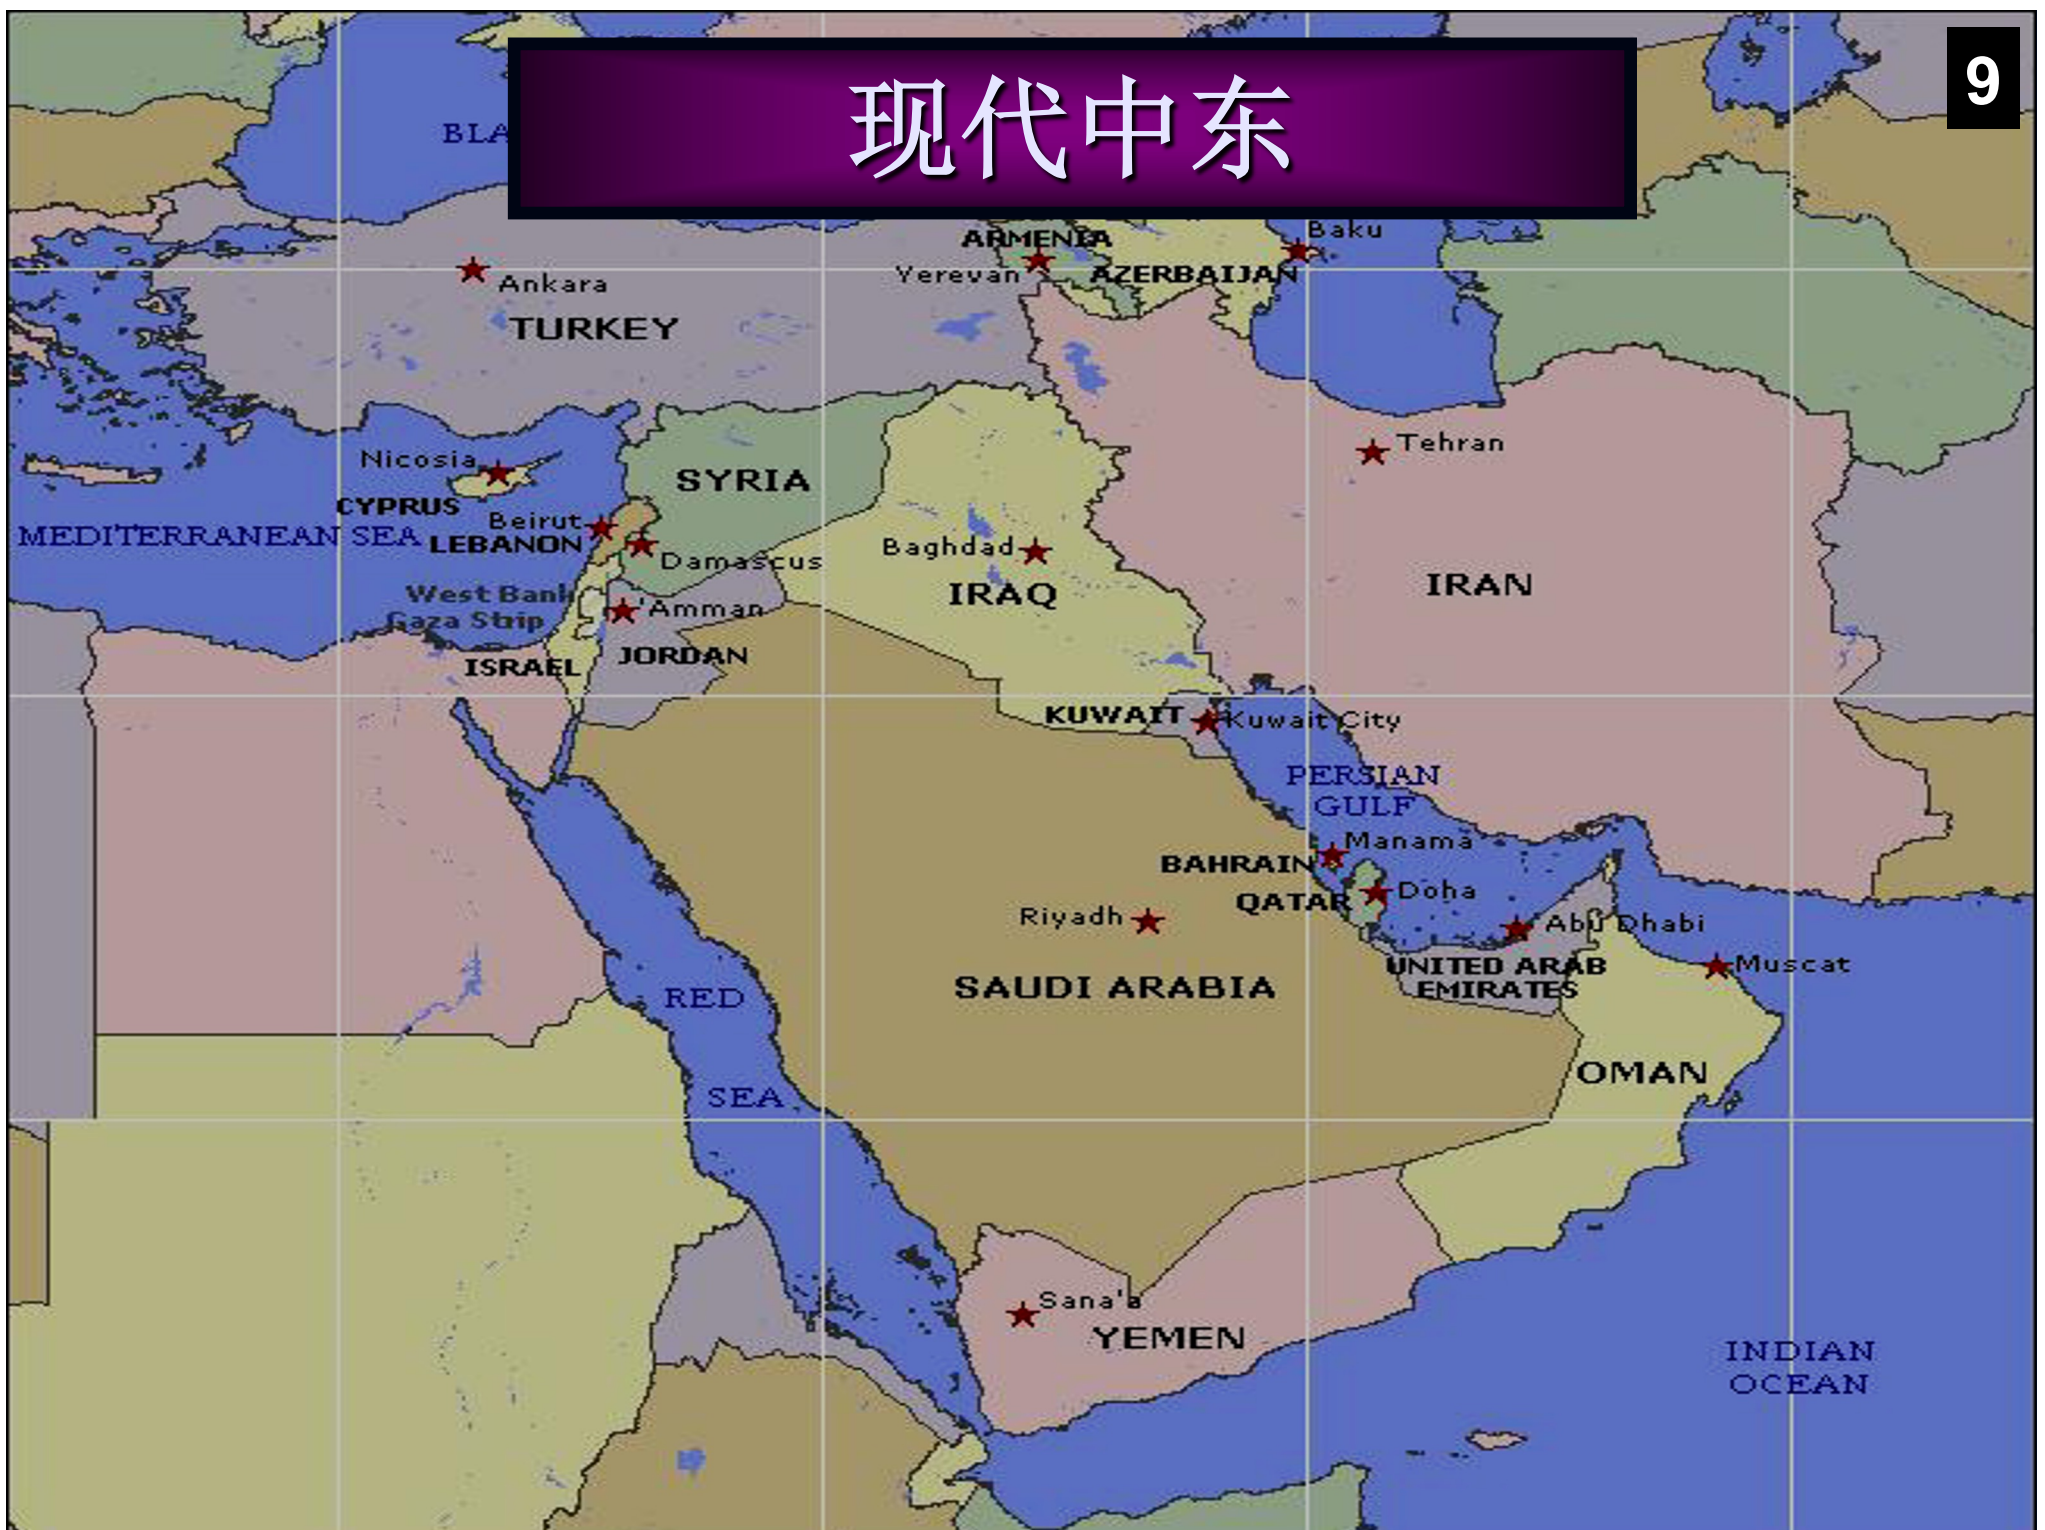 现代中东
9
BLA
ARMENIA
Baku
Yerevan
AZERBAIJAN
Ankara
TURKEY
Tehran
Nicosia
SYRIA
CYPRUS
Beirut
MEDITERRANEAN SEA
LEBANON
Baghdad
Damascus
IRAN
West Bank
IRAQ
'Amman
Gaza Strip
ISRAEL
JORDAN
KUWAIT
Kuwait City
PERSIAN
GULF
Manama
BAHRAIN
QATAR
Doha
Riyadh
Abu Dhabi
Muscat
UNITED ARAB
EMIRATES
SAUDI ARABIA
RED
SEA
OMAN
Sana'a
YEMEN
INDIAN
OCEAN